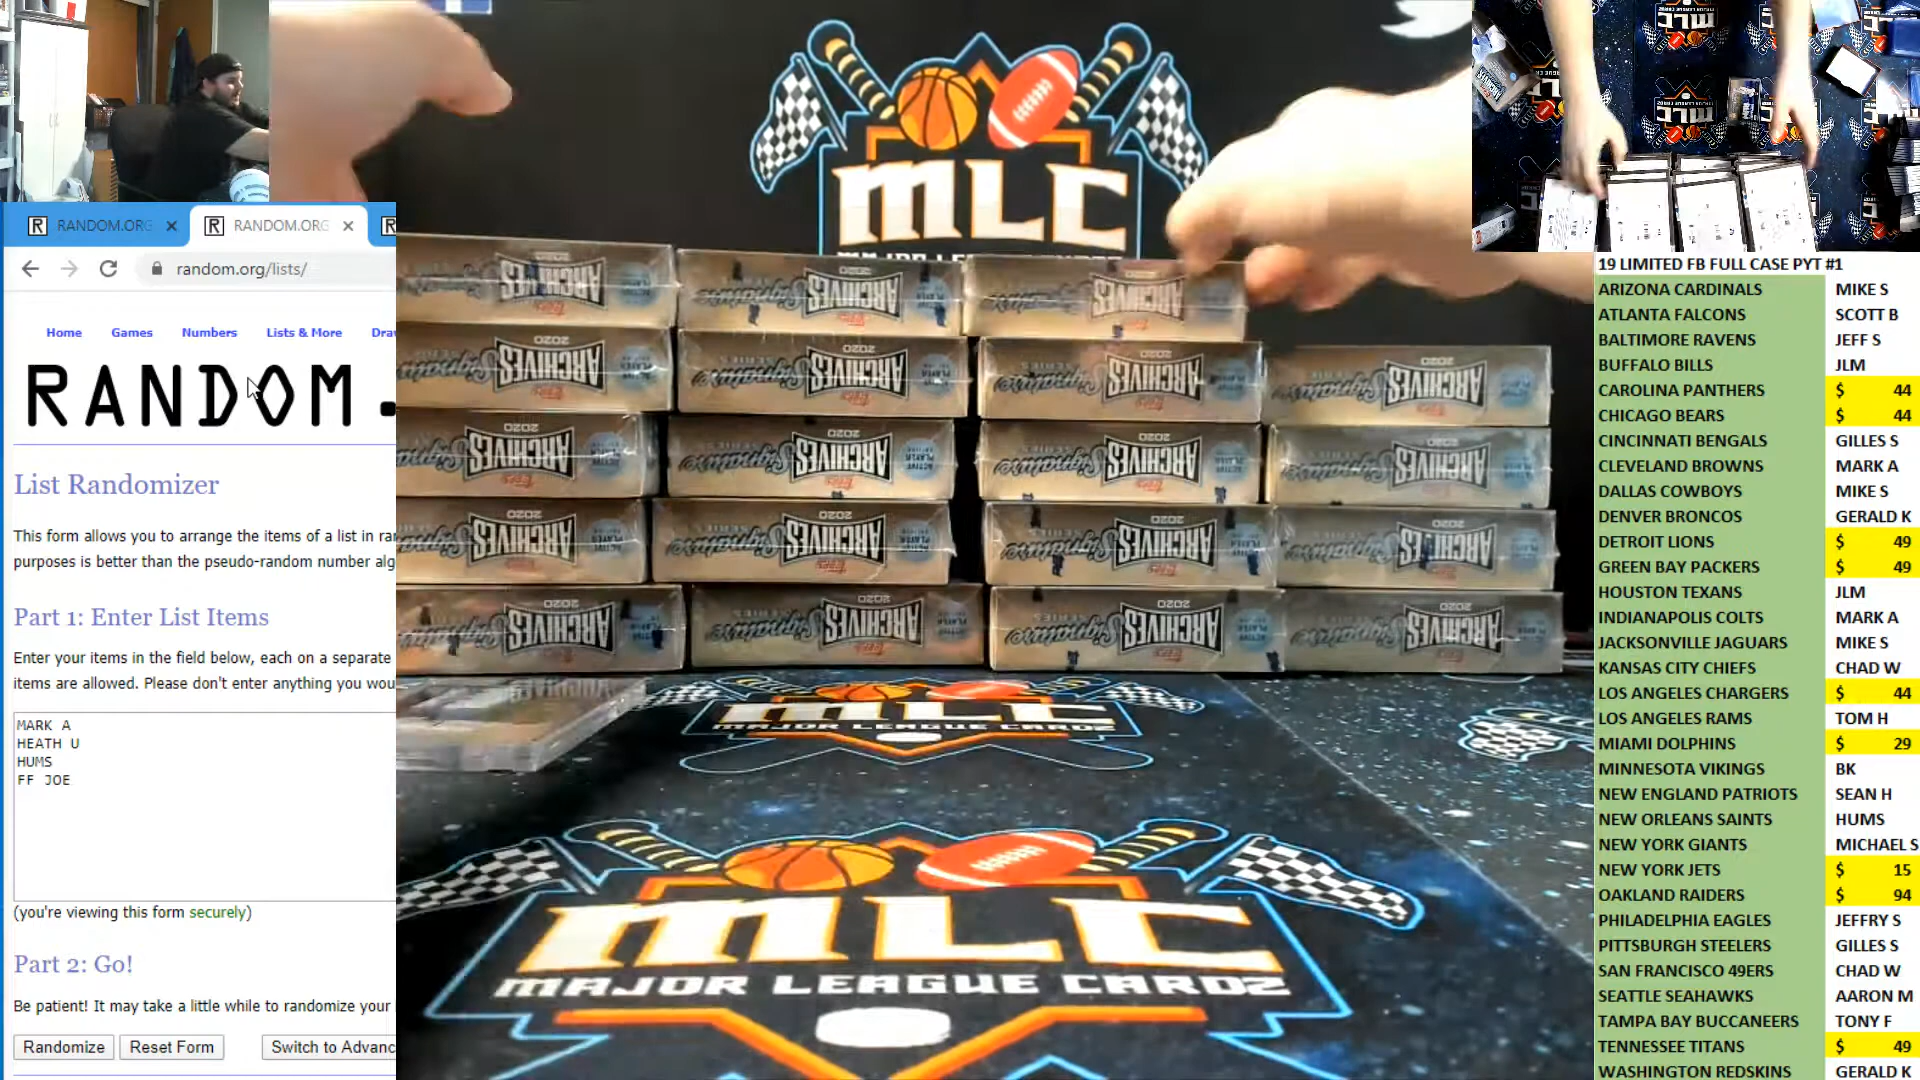 RANDOM.ORG
RANDOM.ORG
random.org/lists/
Home Games Numbers Lists & More
RANDOM.
List Randomizer
This form allows you to arrange the items of a list in
purposes is better than the pseudo-random number
Part 1: Enter List Items
Enter your items in the field below, each on a separate
items are allowed. Please don't enter anything you
MARK A
HEATH U
HUMS
FF JOE
(you're viewing this form securely)
Part 2: Go!
Be patient! It may take a little while to randomize your
Randomize Reset Form Switch to
MLC
2020 ARCHIVES Signature SERIES
Topps
ACTIVE PLAYER EDITION
MLC
MAJOR LEAGUE CARDZ
MLC
MAJOR LEAGUE CARDZ
19 LIMITED FB FULL CASE PYT #1
ARIZONA CARDINALS MIKE S
ATLANTA FALCONS SCOTT B
BALTIMORE RAVENS JEFF S
BUFFALO BILLS JLM
CAROLINA PANTHERS $ 44
CHICAGO BEARS $ 44
CINCINNATI BENGALS GILLES S
CLEVELAND BROWNS MARK A
DALLAS COWBOYS MIKE S
DENVER BRONCOS GERALD K
DETROIT LIONS $ 49
GREEN BAY PACKERS $ 49
HOUSTON TEXANS JLM
INDIANAPOLIS COLTS MARK A
JACKSONVILLE JAGUARS MIKE S
KANSAS CITY CHIEFS CHAD W
LOS ANGELES CHARGERS $ 44
LOS ANGELES RAMS TOM H
MIAMI DOLPHINS $ 29
MINNESOTA VIKINGS BK
NEW ENGLAND PATRIOTS SEAN H
NEW ORLEANS SAINTS HUMS
NEW YORK GIANTS MICHAEL S
NEW YORK JETS $ 15
OAKLAND RAIDERS $ 94
PHILADELPHIA EAGLES JEFFRY S
PITTSBURGH STEELERS GILLES S
SAN FRANCISCO 49ERS CHAD W
SEATTLE SEAHAWKS AARON M
TAMPA BAY BUCCANEERS TONY F
TENNESSEE TITANS $ 49
WASHINGTON REDSKINS GERALD K